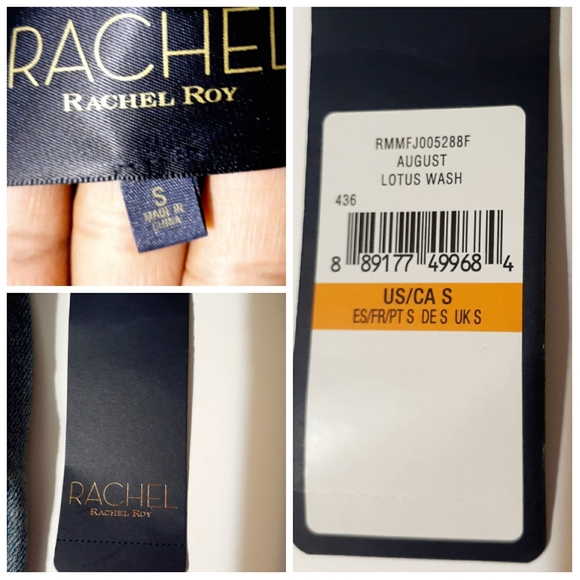 RACHEL
RACHEL ROY
S
MADE IN
CHINA
RACHEL
RACHEL ROY
RMMFJ005288F
AUGUST
LOTUS WASH
436
8 89177 49968 4
US/CA S
ES/FR/PT S DE S UK S